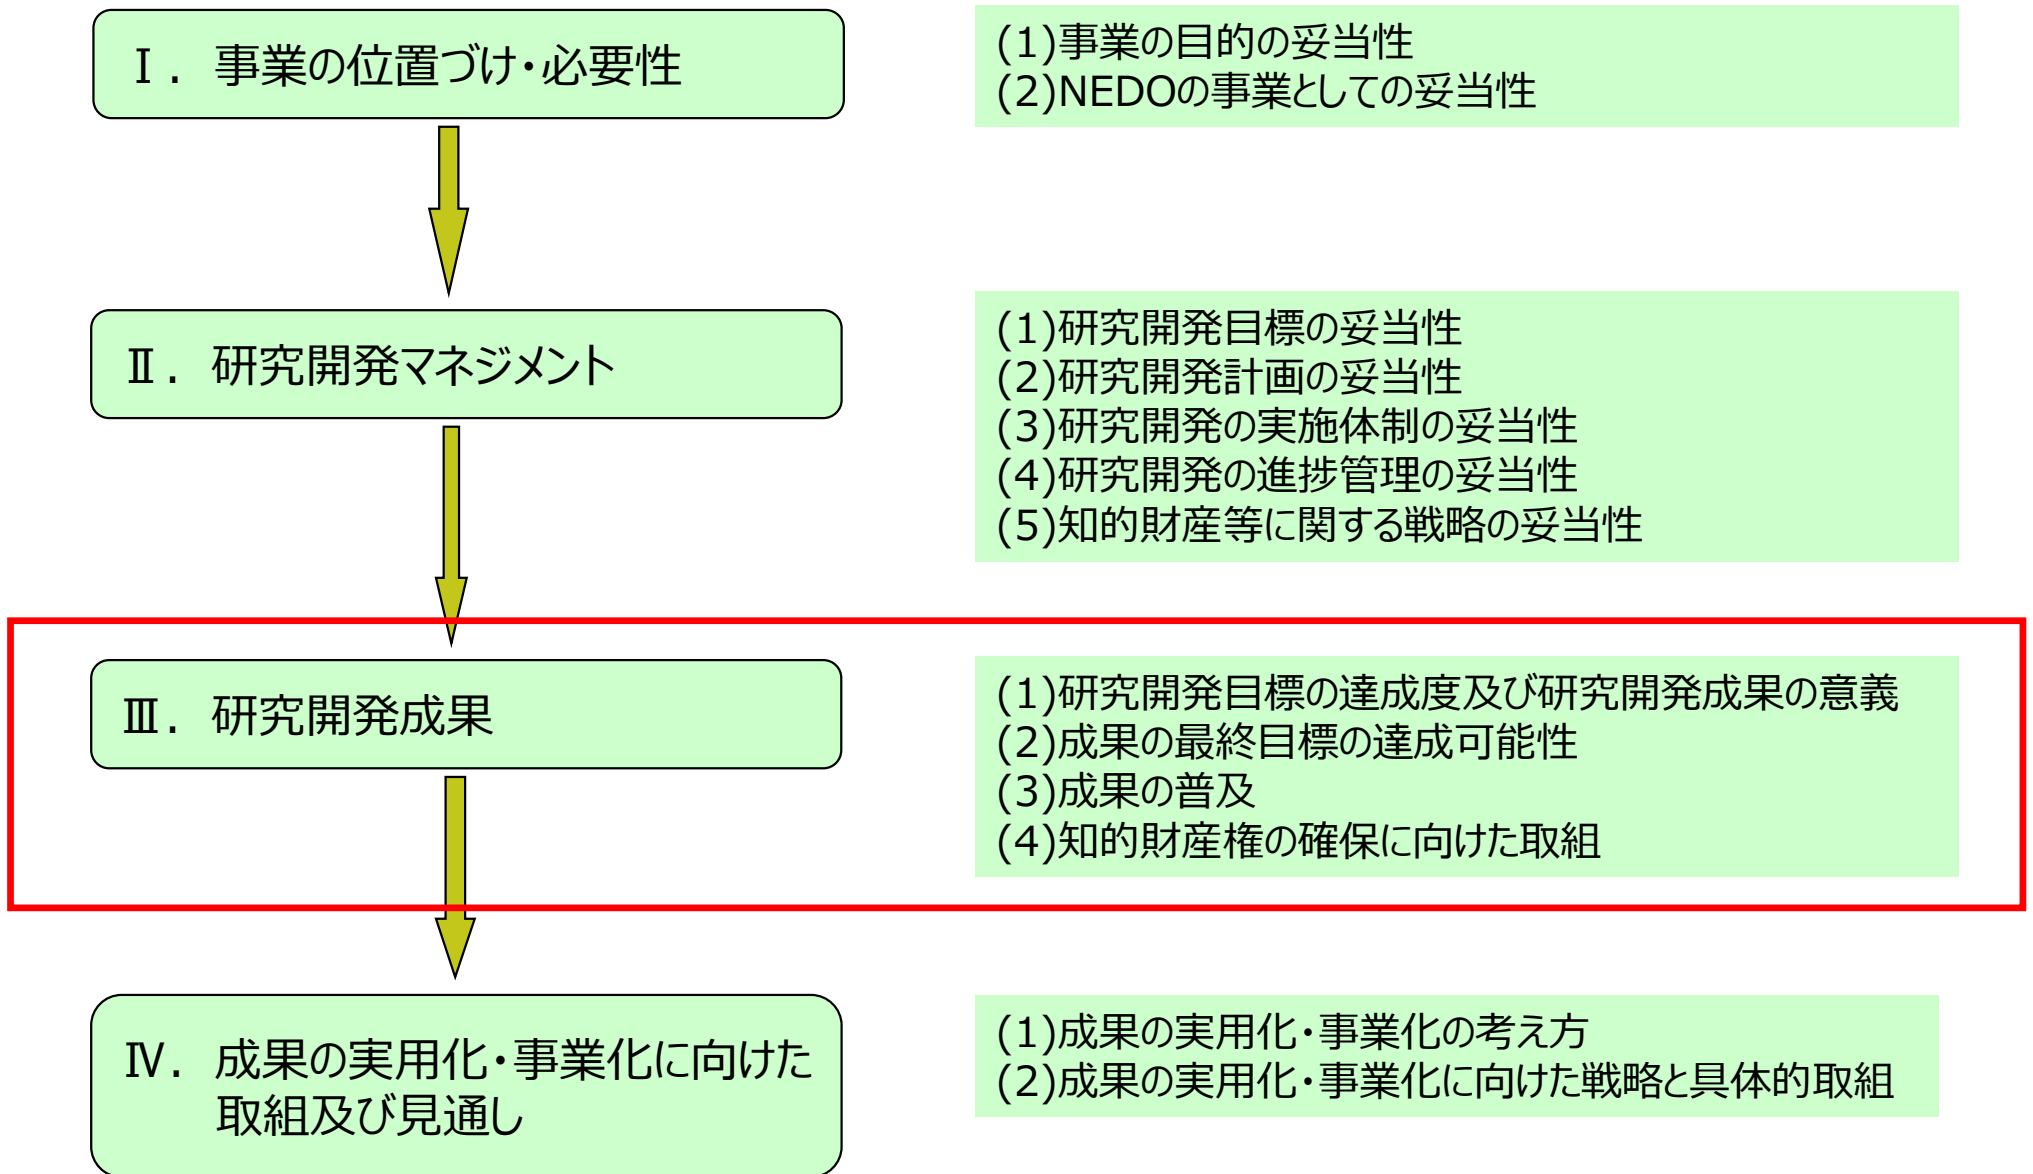 Ⅰ. 事業の位置づけ・必要性
(1)事業の目的の妥当性
(2)NEDOの事業としての妥当性
Ⅱ. 研究開発マネジメント
(1)研究開発目標の妥当性
(2)研究開発計画の妥当性
(3)研究開発の実施体制の妥当性
(4)研究開発の進捗管理の妥当性
(5)知的財産等に関する戦略の妥当性
Ⅲ. 研究開発成果
(1)研究開発目標の達成度及び研究開発成果の意義
(2)成果の最終目標の達成可能性
(3)成果の普及
(4)知的財産権の確保に向けた取組
Ⅳ. 成果の実用化・事業化に向けた
取組及び見通し
(1)成果の実用化・事業化の考え方
(2)成果の実用化・事業化に向けた戦略と具体的取組